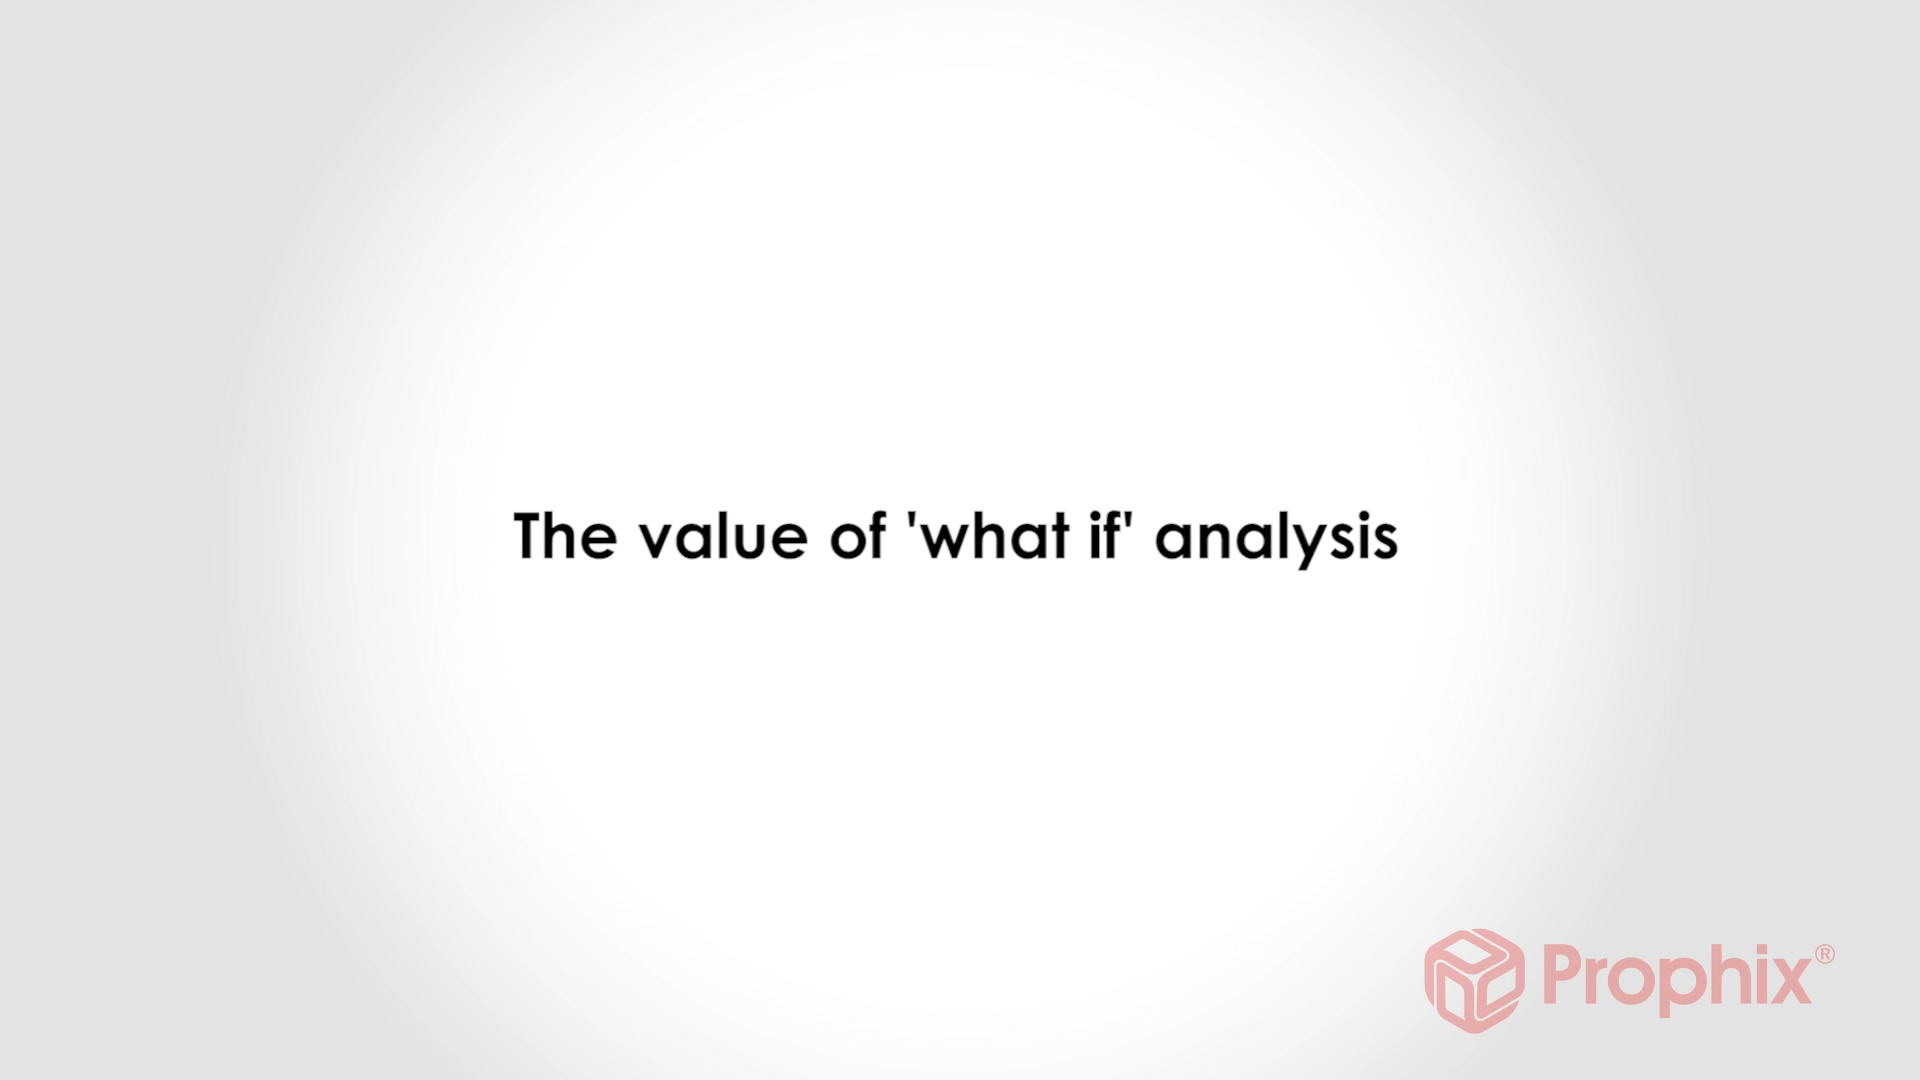 The value of 'what if' analysis
Prophix®